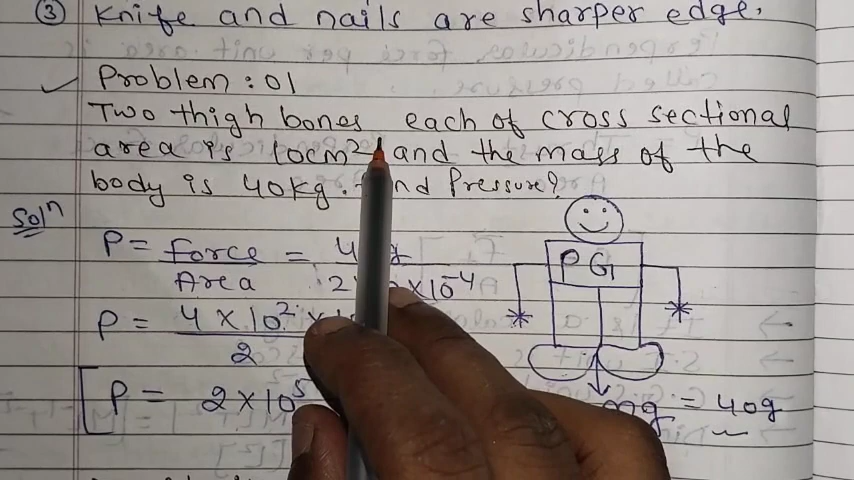 ③ Knife and nails are sharper edge.
Problem : 01
Two thigh bones each of cross sectional
area is 10cm² and the mass of the
body is 40kg. Find Pressure?
Solⁿ
P = Force = 4
Area 2 ×10⁻⁴
P = 4 × 10² ×
2
P = 2 × 10⁵
PG
mg = 40g